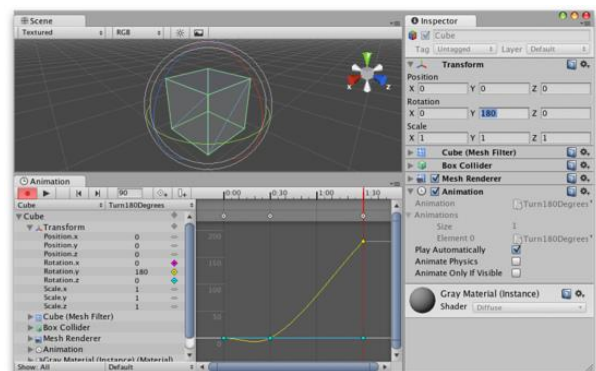 Scene
Textured RGB
x z
Animation
90 0:00 0:30 1:00 1:30
Cube Turn180Degrees
Cube
Transform
Position.x 0
Position.y 0
Position.z 0
Rotation.x 0
Rotation.y 180
Rotation.z 0
Scale.x 1
Scale.y 1
Scale.z 1
Cube (Mesh Filter)
Box Collider
Mesh Renderer
Animation
Gray Material (Instance) (Material)
Show: All Default
200
150
100
50
0
Inspector
Cube
Tag Untagged Layer Default
Transform
Position
X 0 Y 0 Z 0
Rotation
X 0 Y 180 Z 0
Scale
X 1 Y 1 Z 1
Cube (Mesh Filter)
Box Collider
Mesh Renderer
Animation
Animation Turn180Degrees
Animations
Size 1
Element 0 Turn180Degrees
Play Automatically
Animate Physics
Animate Only If Visible
Gray Material (Instance)
Shader Diffuse